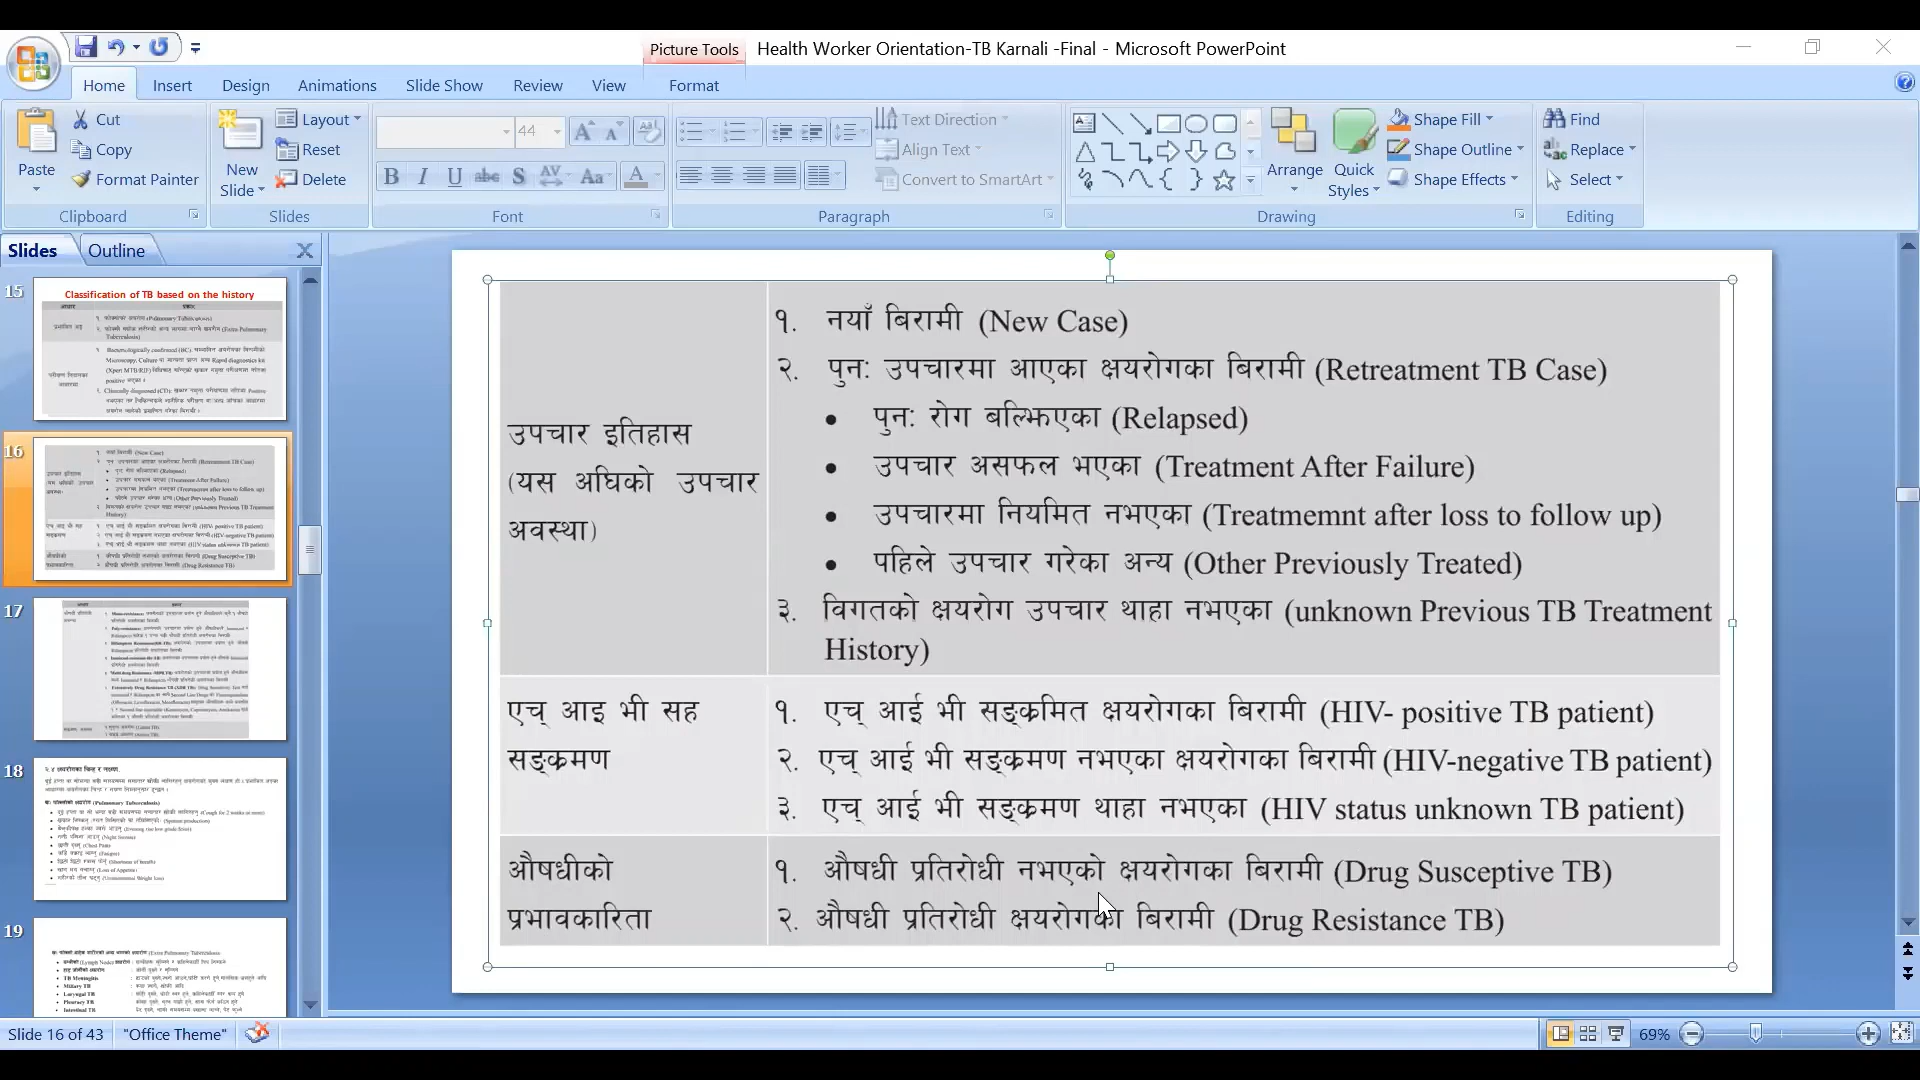 Picture Tools
Health Worker Orientation-TB Karnali -Final - Microsoft PowerPoint
Home Insert Design Animations Slide Show Review View Format
Paste
Cut
Copy
Format Painter
Clipboard
New Slide
Layout
Reset
Delete
Slides
44
Font
Text Direction
Align Text
Convert to SmartArt
Paragraph
Arrange
Quick Styles
Shape Fill
Shape Outline
Shape Effects
Drawing
Find
Replace
Select
Editing
Slides Outline
15
Classification of TB based on the history
16
17
18
19
उपचार इतिहास
(यस अघिको उपचार
अवस्था)
१. नयाँ बिरामी (New Case)
२. पुनः उपचारमा आएका क्षयरोगका बिरामी (Retreatment TB Case)
• पुनः रोग बल्झिएका (Relapsed)
• उपचार असफल भएका (Treatment After Failure)
• उपचारमा नियमित नभएका (Treatmemnt after loss to follow up)
• पहिले उपचार गरेका अन्य (Other Previously Treated)
३. विगतको क्षयरोग उपचार थाहा नभएका (unknown Previous TB Treatment
History)
एच् आइ भी सह
सङ्क्रमण
१. एच् आई भी सङ्क्रमित क्षयरोगका बिरामी (HIV- positive TB patient)
२. एच् आई भी सङ्क्रमण नभएका क्षयरोगका बिरामी (HIV-negative TB patient)
३. एच् आई भी सङ्क्रमण थाहा नभएका (HIV status unknown TB patient)
औषधीको
प्रभावकारिता
१. औषधी प्रतिरोधी नभएको क्षयरोगका बिरामी (Drug Susceptive TB)
२. औषधी प्रतिरोधी क्षयरोगका बिरामी (Drug Resistance TB)
Slide 16 of 43
"Office Theme"
69%